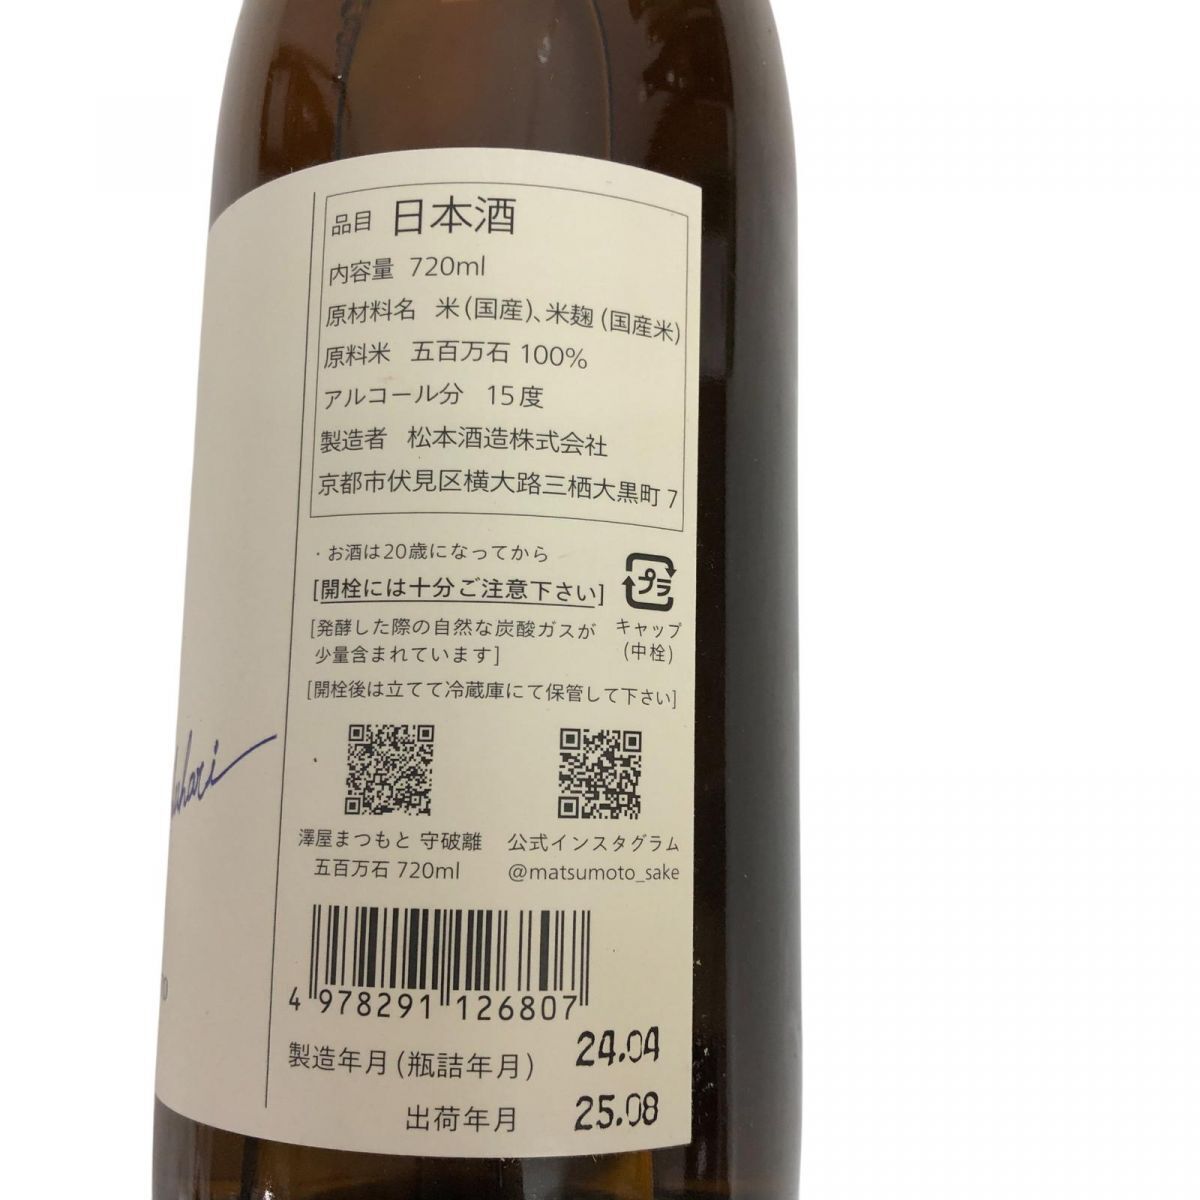 品目 日本酒
内容量 720ml
原材料名 米(国産)、米麹(国産米)
原料米 五百万石 100%
アルコール分 15度
製造者 松本酒造株式会社
京都市伏見区横大路三栖大黒町7
・お酒は20歳になってから
[開栓には十分ご注意下さい]
[発酵した際の自然な炭酸ガスが
少量含まれています]
プラ
キャップ
(中栓)
[開栓後は立てて冷蔵庫にて保管して下さい]
澤屋まつもと 守破離
五百万石 720ml
公式インスタグラム
@matsumoto_sake
4 978291 126807
製造年月(瓶詰年月) 24.04
出荷年月 25.08